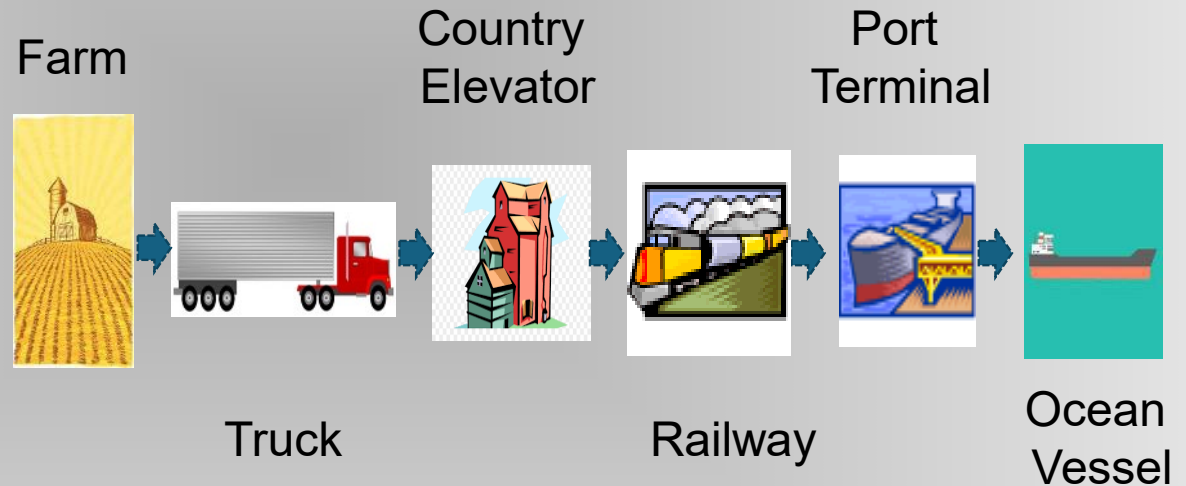 Farm
Country
Elevator
Port
Terminal
Truck
Railway
Ocean
Vessel